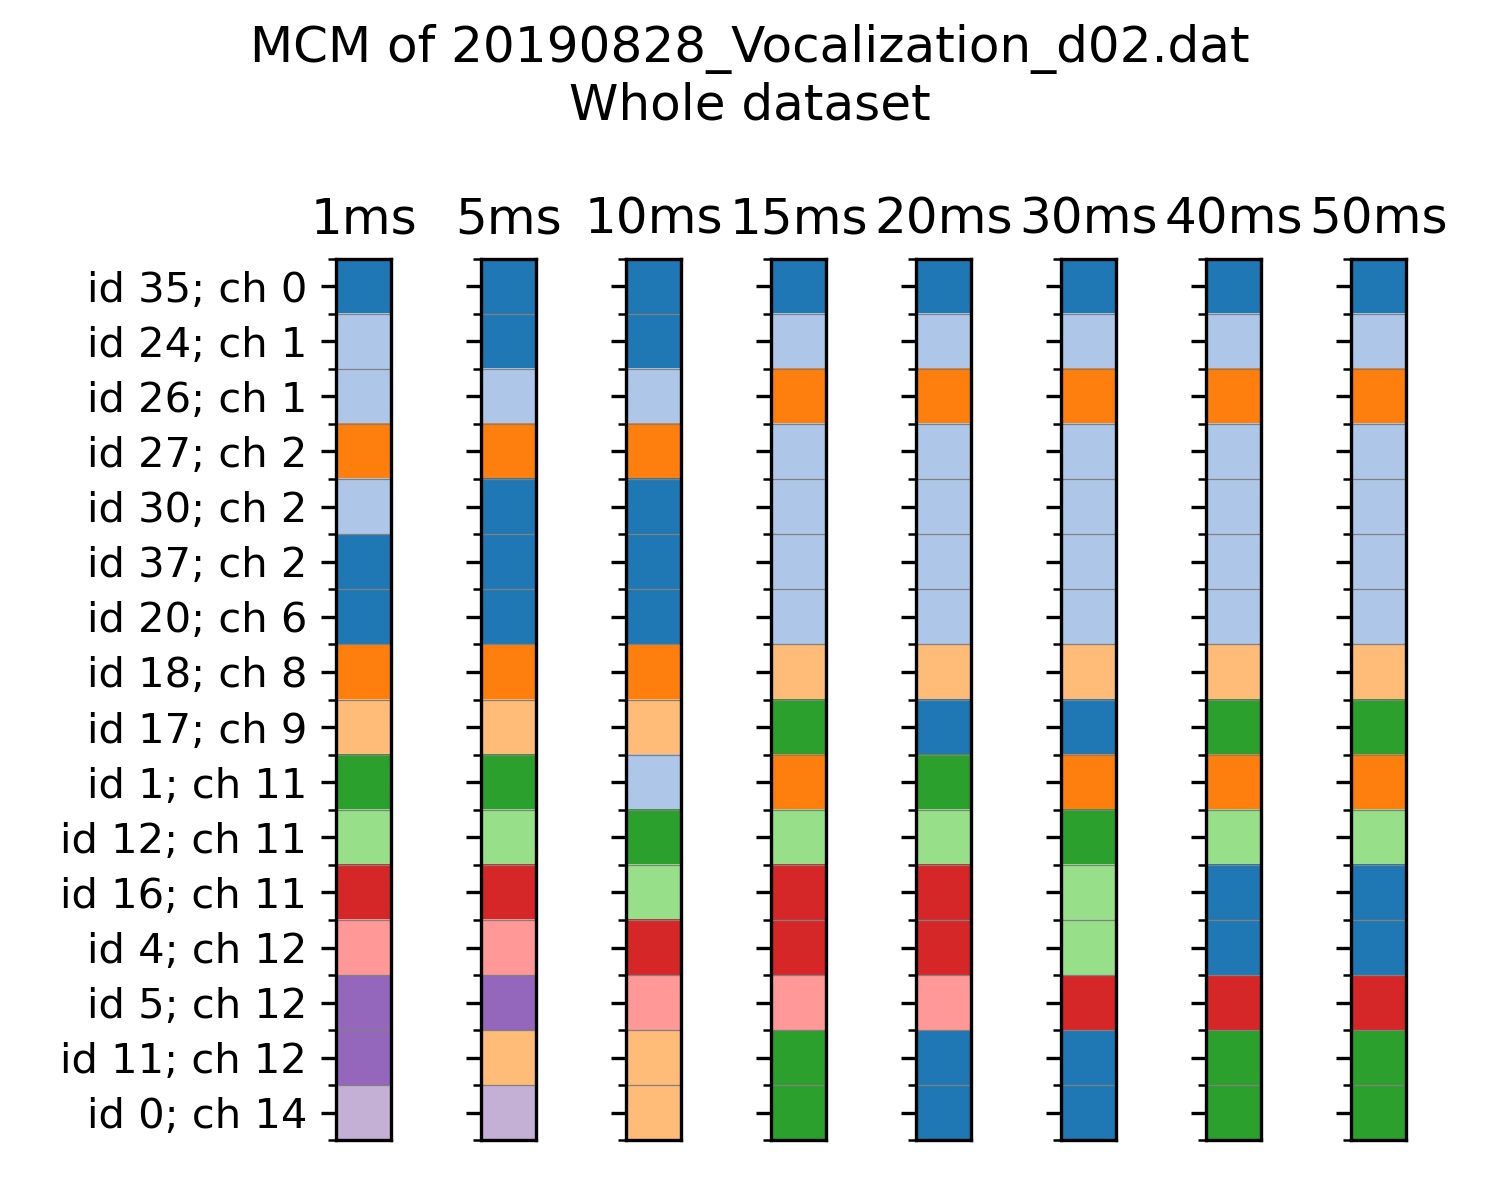 MCM of 20190828_Vocalization_d02.dat
Whole dataset
1ms 5ms 10ms 15ms 20ms 30ms 40ms 50ms
id 35; ch 0
id 24; ch 1
id 26; ch 1
id 27; ch 2
id 30; ch 2
id 37; ch 2
id 20; ch 6
id 18; ch 8
id 17; ch 9
id 1; ch 11
id 12; ch 11
id 16; ch 11
id 4; ch 12
id 5; ch 12
id 11; ch 12
id 0; ch 14